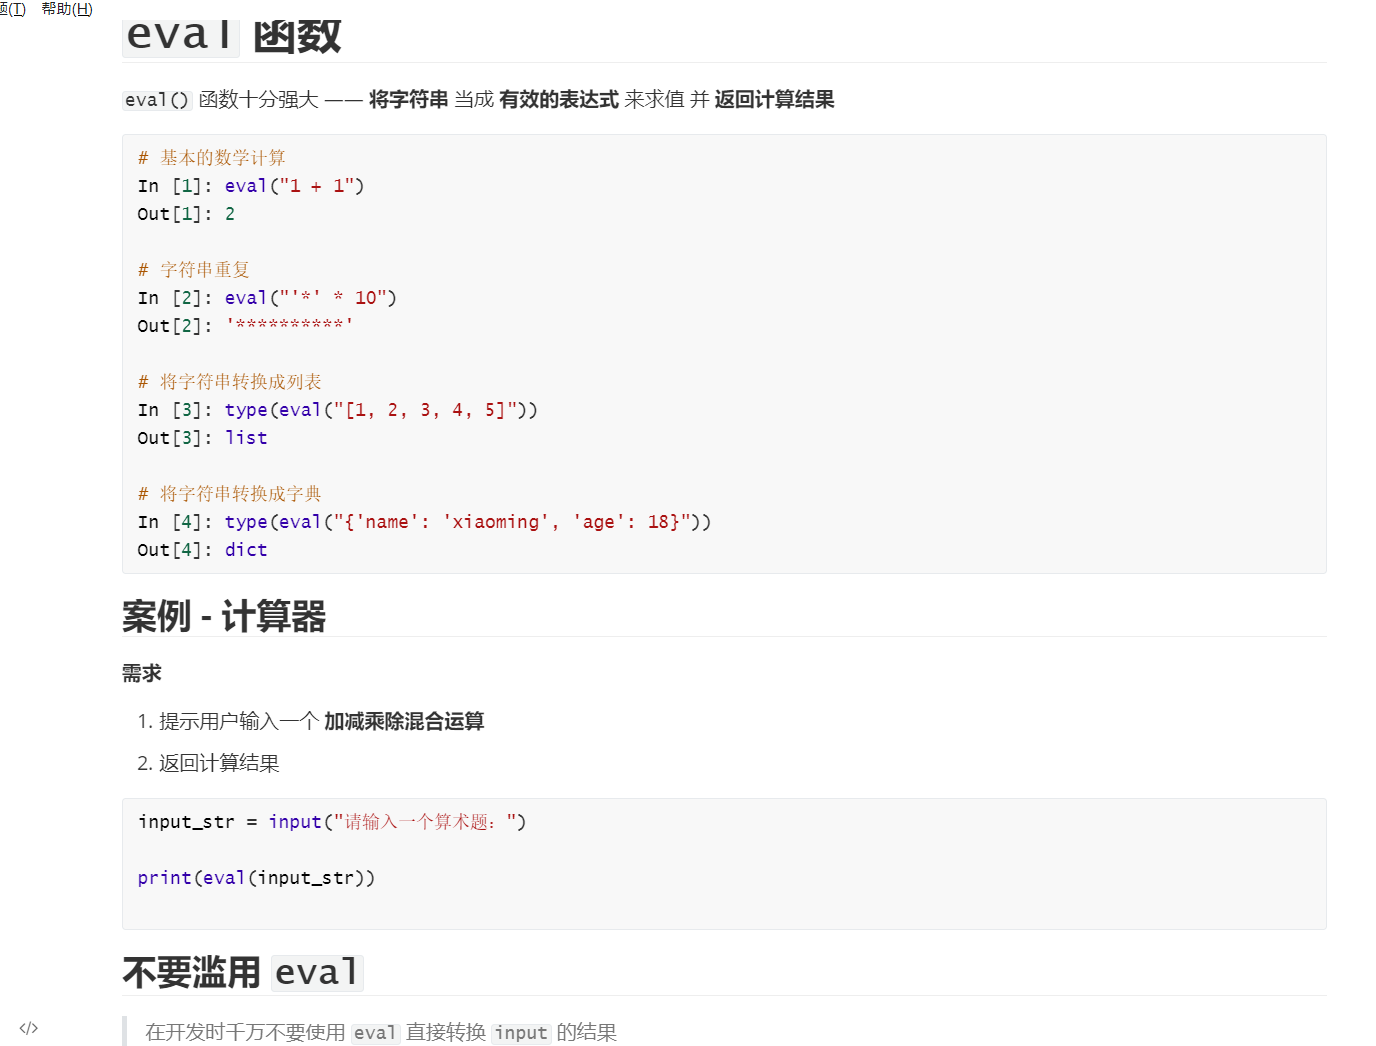 题(T) 帮助(H)
eval 函数
eval() 函数十分强大 —— 将字符串 当成 有效的表达式 来求值 并 返回计算结果
# 基本的数学计算
In [1]: eval("1 + 1")
Out[1]: 2
# 字符串重复
In [2]: eval("'*' * 10")
Out[2]: '**********'
# 将字符串转换成列表
In [3]: type(eval("[1, 2, 3, 4, 5]"))
Out[3]: list
# 将字符串转换成字典
In [4]: type(eval("{'name': 'xiaoming', 'age': 18}"))
Out[4]: dict
案例 - 计算器
需求
1. 提示用户输入一个 加减乘除混合运算
2. 返回计算结果
input_str = input("请输入一个算术题：")
print(eval(input_str))
不要滥用 eval
在开发时千万不要使用 eval 直接转换 input 的结果